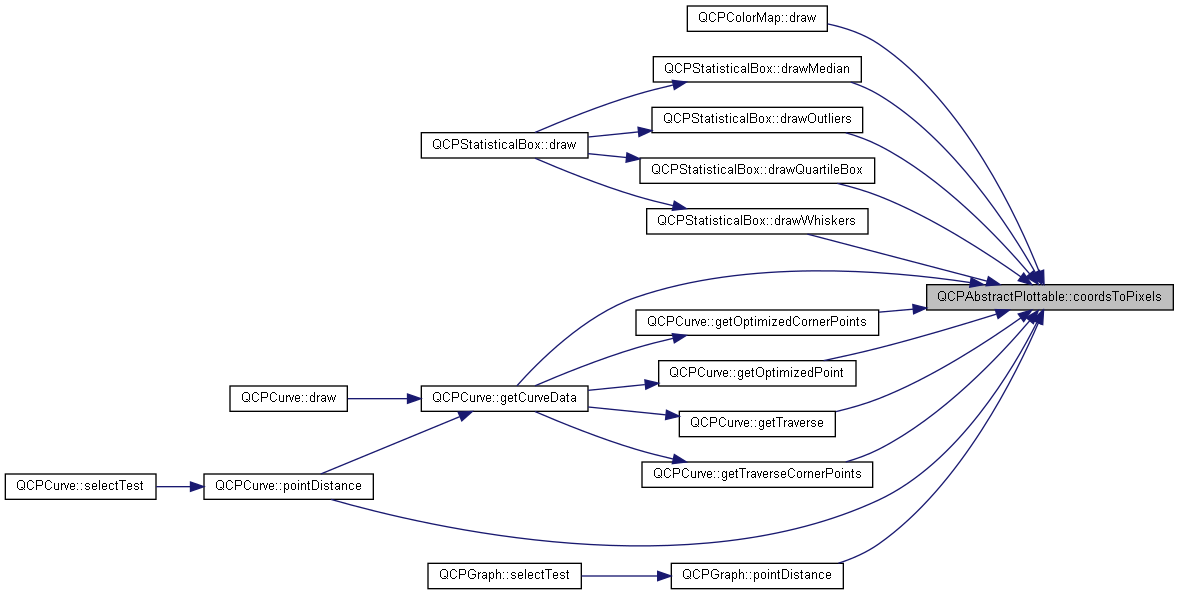 QCPColorMap::draw
QCPStatisticalBox::drawMedian
QCPStatisticalBox::drawOutliers
QCPStatisticalBox::draw
QCPStatisticalBox::drawQuartileBox
QCPStatisticalBox::drawWhiskers
QCPAbstractPlottable::coordsToPixels
QCPCurve::getOptimizedCornerPoints
QCPCurve::getOptimizedPoint
QCPCurve::draw
QCPCurve::getCurveData
QCPCurve::getTraverse
QCPCurve::getTraverseCornerPoints
QCPCurve::selectTest
QCPCurve::pointDistance
QCPGraph::selectTest
QCPGraph::pointDistance